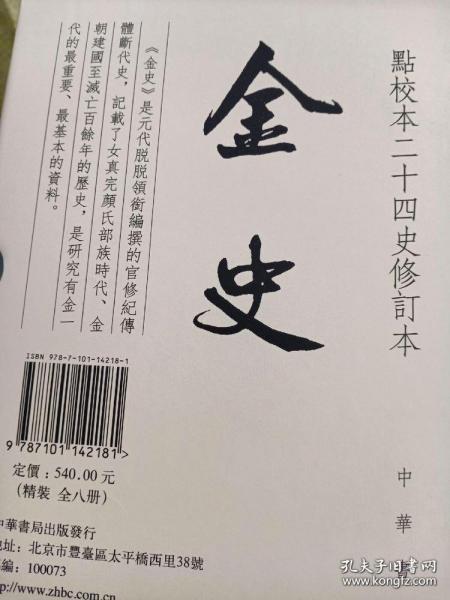 點校本二十四史修訂本
中華書
金史
《金史》是元代脱脱領銜編撰的官修紀傳
體斷代史，記載了女真完顏氏部族時代、金
朝建國至滅亡百餘年的歷史，是研究有金一
代的最重要、最基本的資料。
ISBN 978-7-101-14218-1
9 787101 142181>
定價：540.00元
（精裝 全八册）
中華書局出版發行
地址：北京市豐臺區太平橋西里38號
編：100073
http://www.zhbc.com.cn
孔夫子旧书网